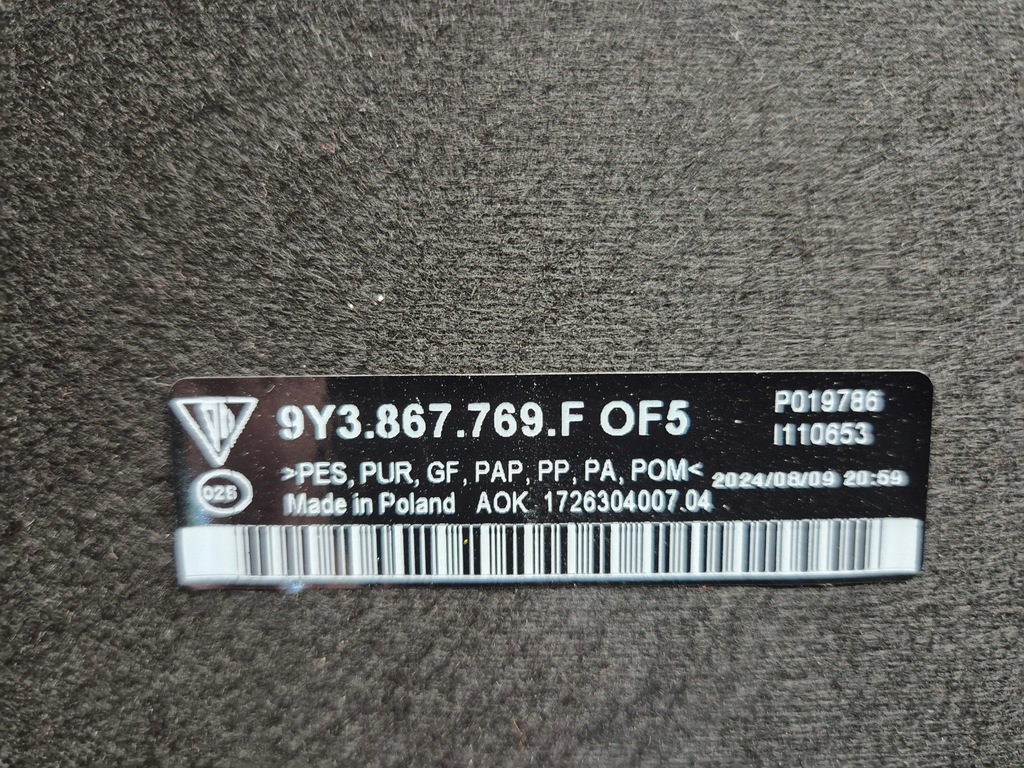 9Y3.867.769.F OF5
P019786
I110653
>PES, PUR, GF, PAP, PP, PA, POM<
2024/08/09 20:59
Made in Poland AOK 1726304007.04